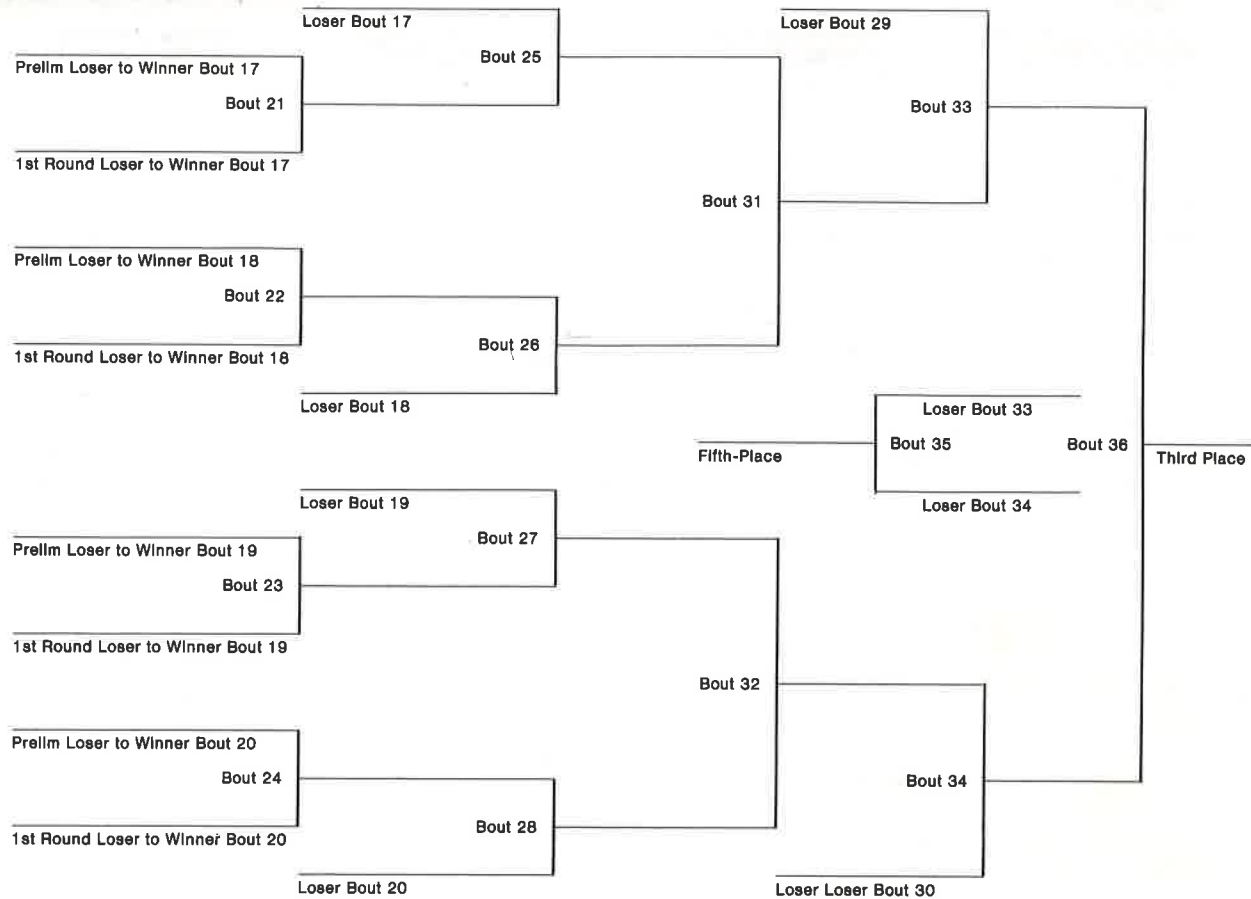 Loser Bout 17
Loser Bout 29
Bout 25
Prelim Loser to Winner Bout 17
Bout 21
Bout 33
1st Round Loser to Winner Bout 17
Bout 31
Prelim Loser to Winner Bout 18
Bout 22
Bout 26
1st Round Loser to Winner Bout 18
Loser Bout 18
Loser Bout 33
Fifth-Place
Bout 35
Bout 36
Third Place
Loser Bout 19
Loser Bout 34
Bout 27
Prelim Loser to Winner Bout 19
Bout 23
1st Round Loser to Winner Bout 19
Bout 32
Prelim Loser to Winner Bout 20
Bout 24
Bout 34
Bout 28
1st Round Loser to Winner Bout 20
Loser Bout 20
Loser Loser Bout 30